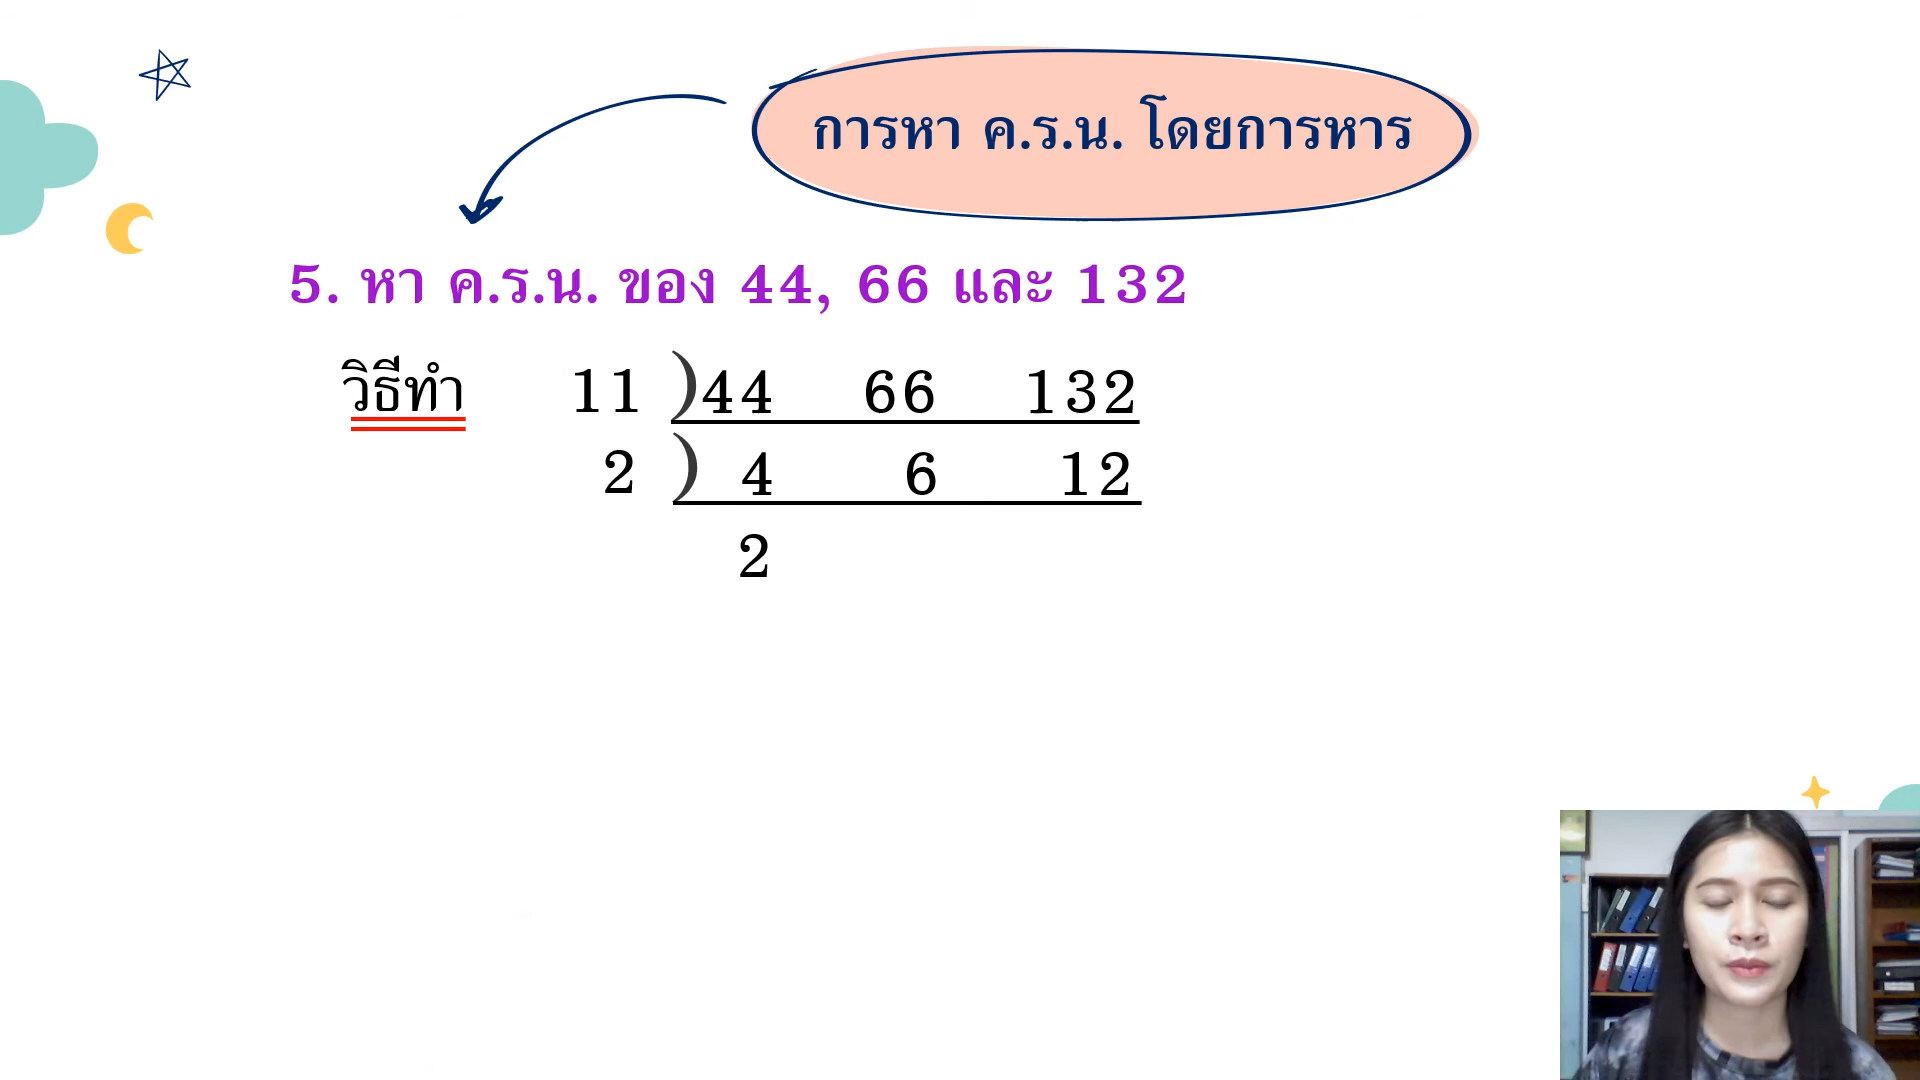 การหา ค.ร.น. โดยการหาร
5. หา ค.ร.น. ของ 44, 66 และ 132
วิธีทำ 11 ) 44 66 132
2 ) 4 6 12
2